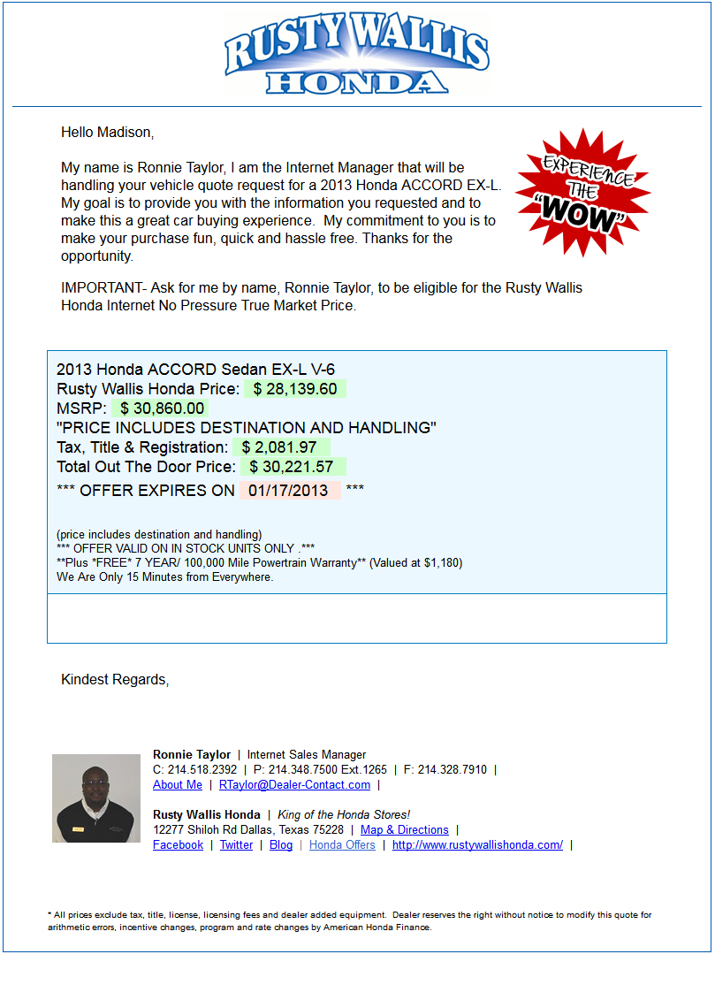 RUSTY WALLIS
HONDA
Hello Madison,
My name is Ronnie Taylor, I am the Internet Manager that will be
handling your vehicle quote request for a 2013 Honda ACCORD EX-L.
My goal is to provide you with the information you requested and to
make this a great car buying experience.  My commitment to you is to
make your purchase fun, quick and hassle free. Thanks for the
opportunity.
EXPERIENCE
THE
"WOW"
IMPORTANT- Ask for me by name, Ronnie Taylor, to be eligible for the Rusty Wallis
Honda Internet No Pressure True Market Price.
2013 Honda ACCORD Sedan EX-L V-6
Rusty Wallis Honda Price: $ 28,139.60
MSRP: $ 30,860.00
"PRICE INCLUDES DESTINATION AND HANDLING"
Tax, Title & Registration: $ 2,081.97
Total Out The Door Price: $ 30,221.57
*** OFFER EXPIRES ON 01/17/2013 ***
(price includes destination and handling)
*** OFFER VALID ON IN STOCK UNITS ONLY .***
**Plus *FREE* 7 YEAR/ 100,000 Mile Powertrain Warranty** (Valued at $1,180)
We Are Only 15 Minutes from Everywhere.
Kindest Regards,
Ronnie Taylor | Internet Sales Manager
C: 214.518.2392 | P: 214.348.7500 Ext.1265 | F: 214.328.7910 |
About Me | RTaylor@Dealer-Contact.com |
Rusty Wallis Honda | King of the Honda Stores!
12277 Shiloh Rd Dallas, Texas 75228 | Map & Directions |
Facebook | Twitter | Blog | Honda Offers | http://www.rustywallishonda.com/ |
* All prices exclude tax, title, license, licensing fees and dealer added equipment.  Dealer reserves the right without notice to modify this quote for
arithmetic errors, incentive changes, program and rate changes by American Honda Finance.